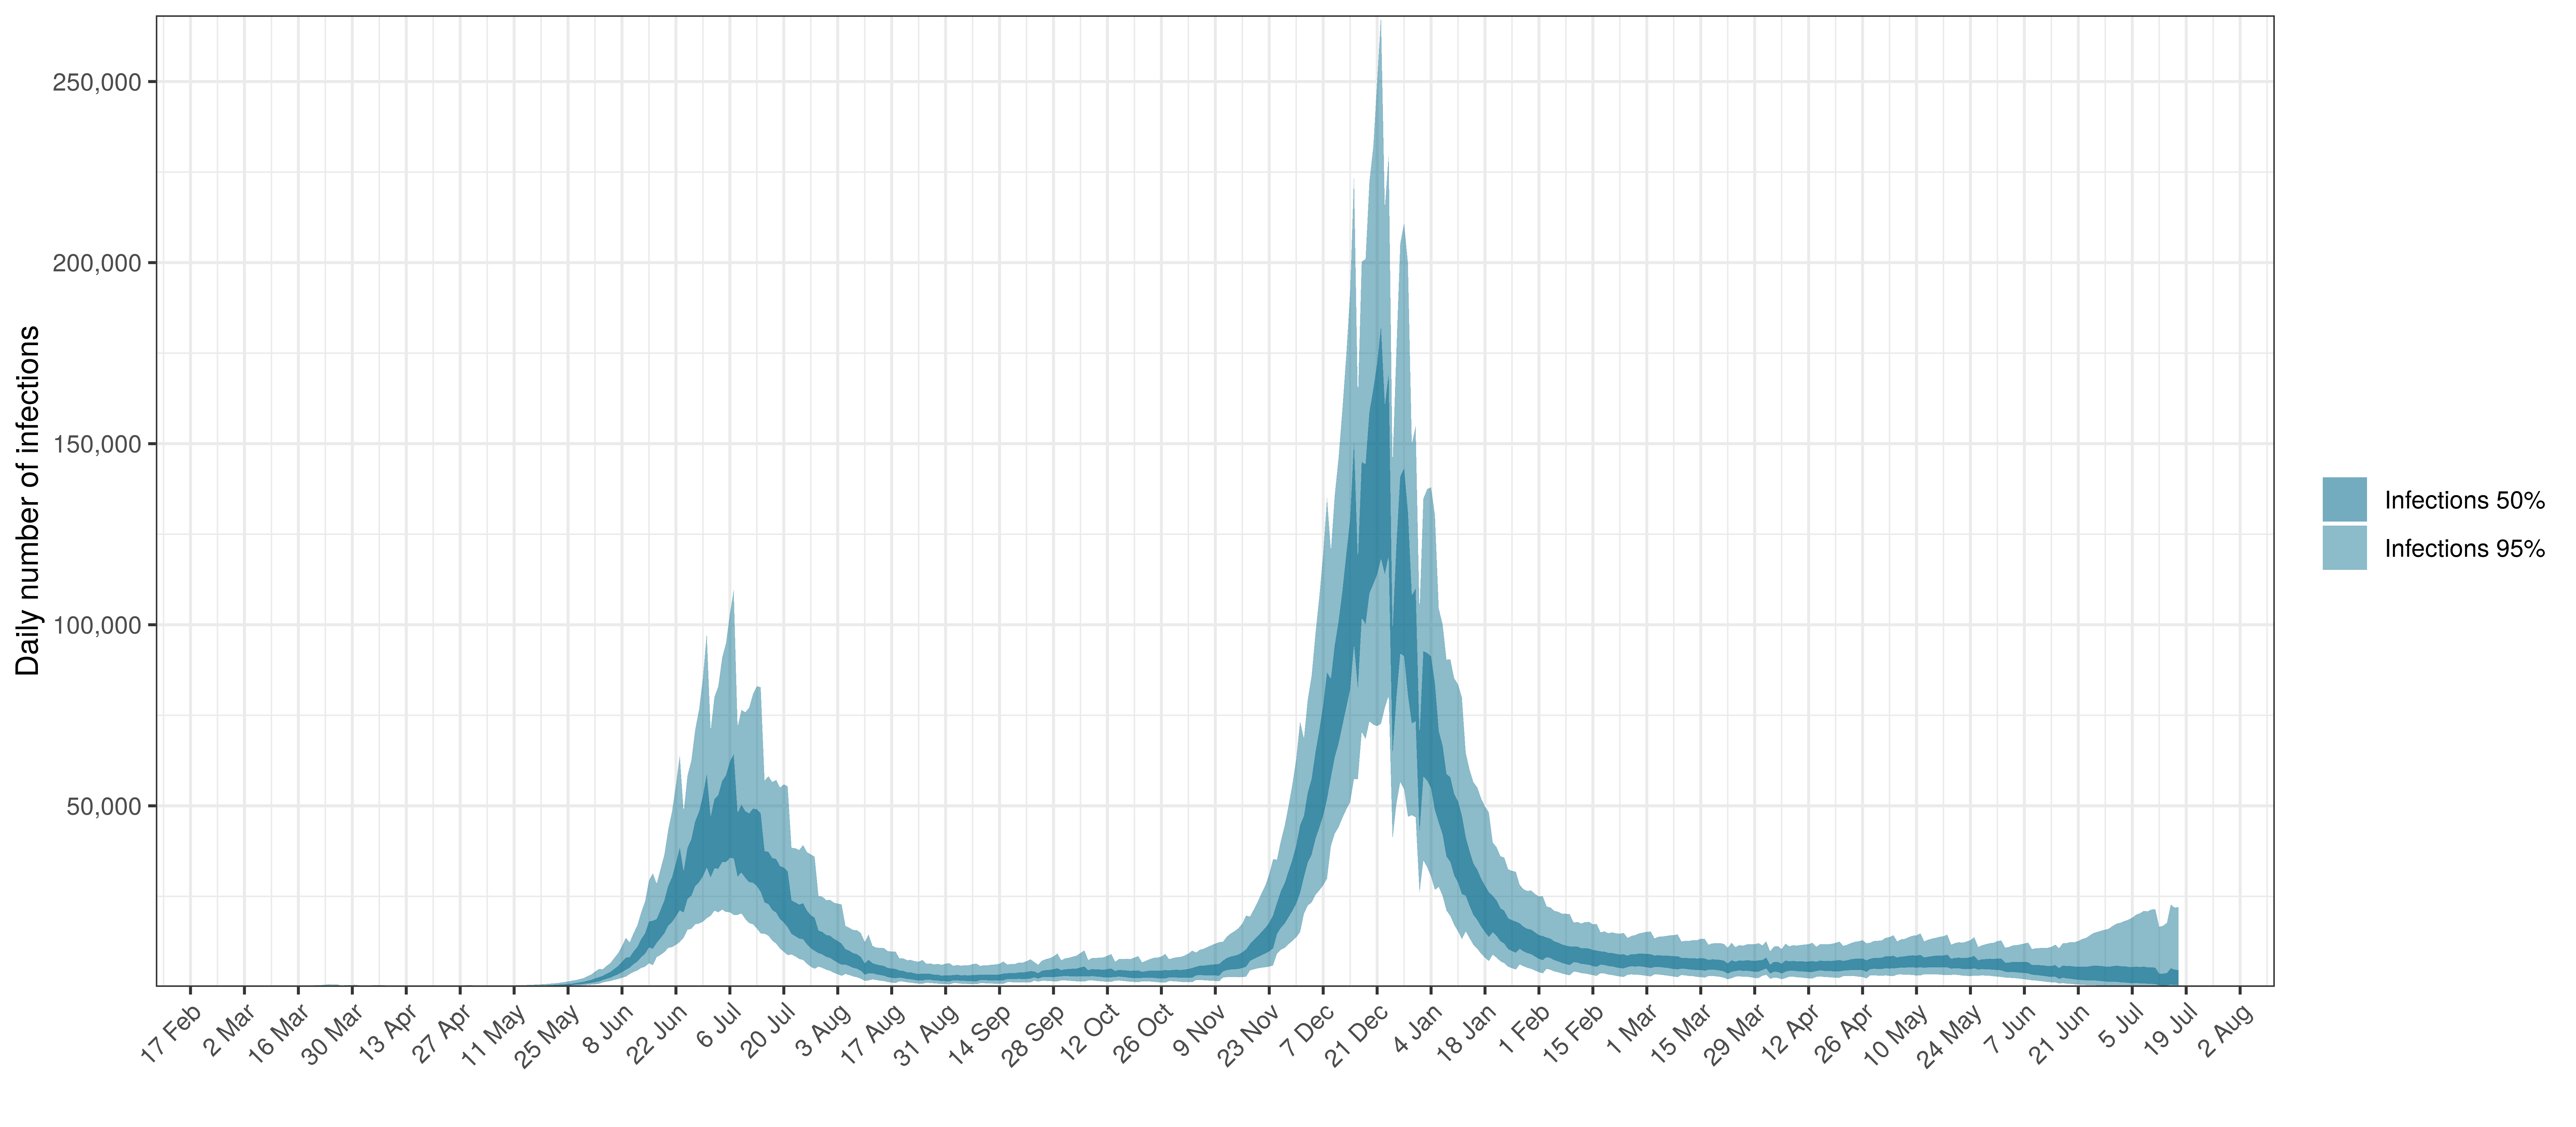 Daily number of infections
250,000
200,000
150,000
100,000
50,000
17 Feb
2 Mar
16 Mar
30 Mar
13 Apr
27 Apr
11 May
25 May
8 Jun
22 Jun
6 Jul
20 Jul
3 Aug
17 Aug
31 Aug
14 Sep
28 Sep
12 Oct
26 Oct
9 Nov
23 Nov
7 Dec
21 Dec
4 Jan
18 Jan
1 Feb
15 Feb
1 Mar
15 Mar
29 Mar
12 Apr
26 Apr
10 May
24 May
7 Jun
21 Jun
5 Jul
19 Jul
2 Aug
Infections 50%
Infections 95%